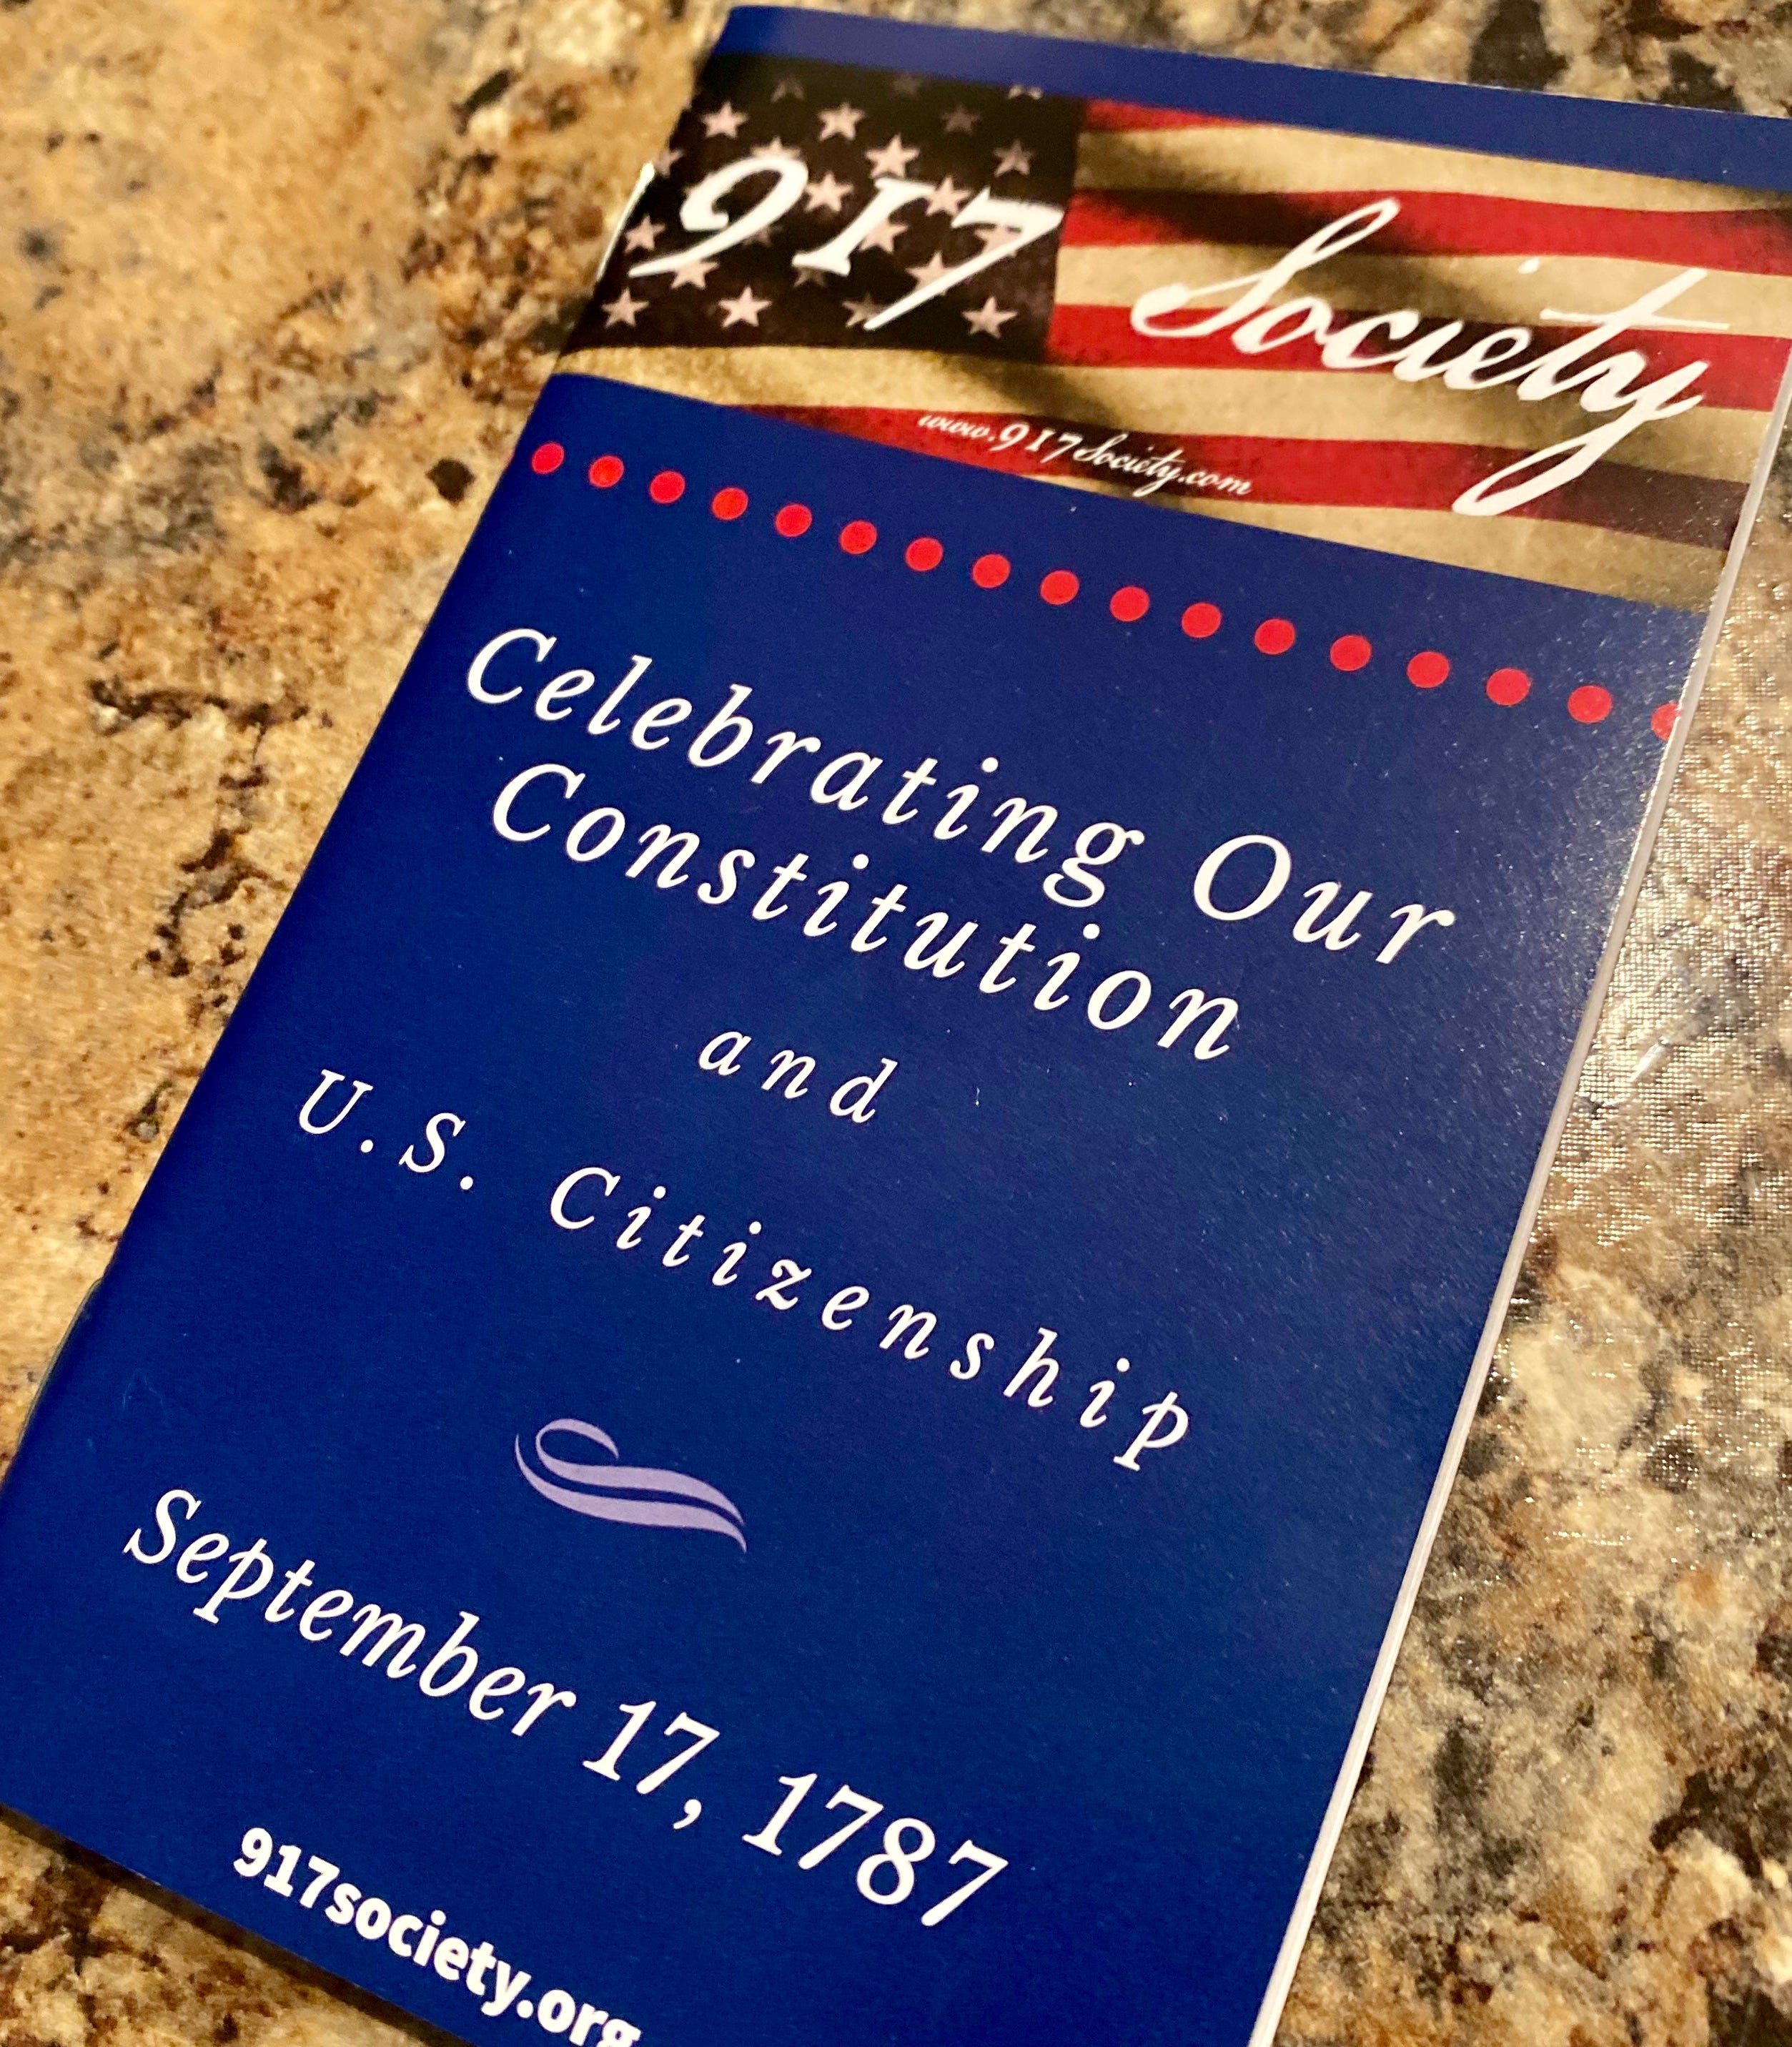 917 Society
www.917Society.com
Celebrating Our
Constitution
and
U.S. Citizenship
September 17, 1787
917society.org